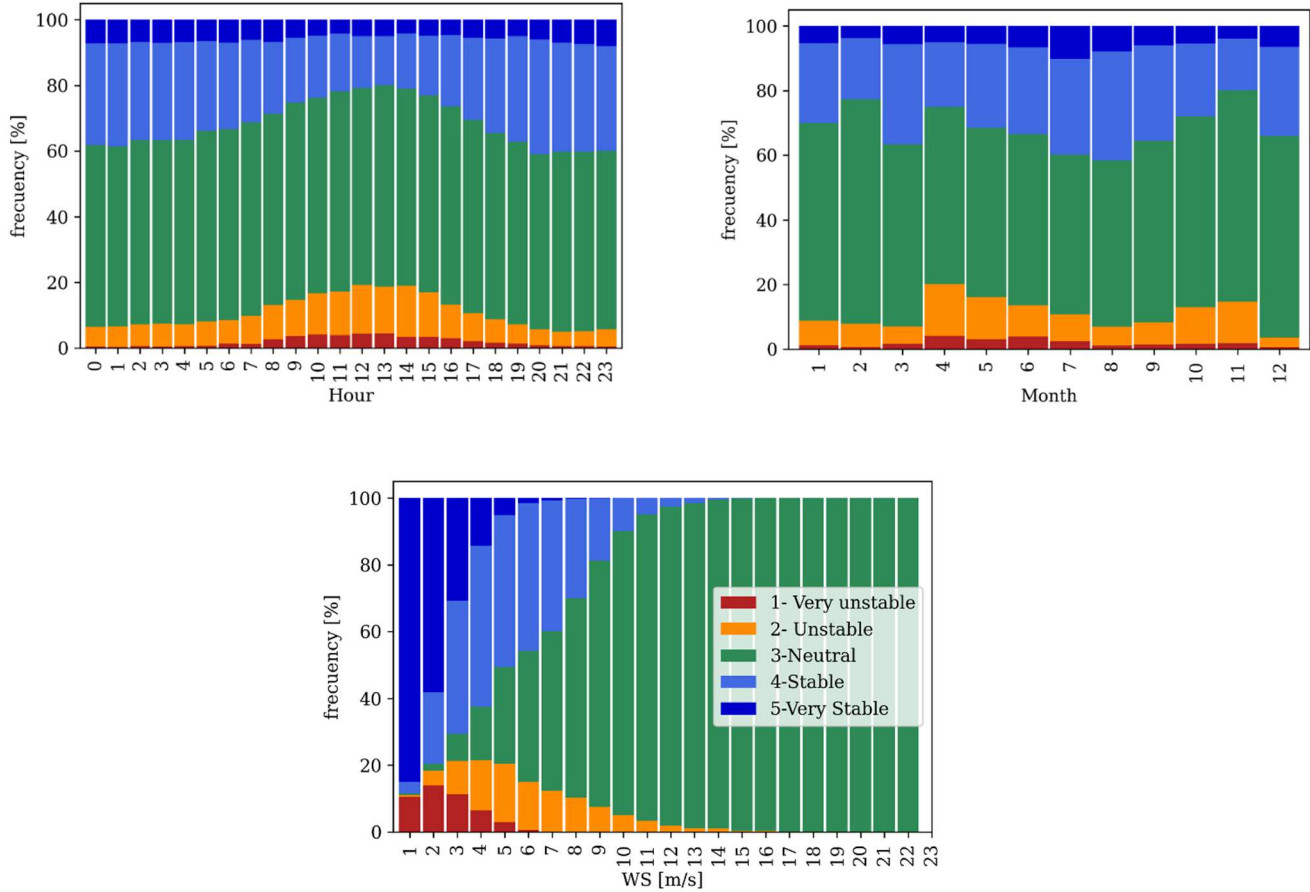 100
80
60
40
20
0
frecuency [%]
0 1 2 3 4 5 6 7 8 9 10 11 12 13 14 15 16 17 18 19 20 21 22 23
Hour
100
80
60
40
20
0
frecuency [%]
1 2 3 4 5 6 7 8 9 10 11 12
Month
100
80
60
40
20
0
frecuency [%]
1- Very unstable
2- Unstable
3-Neutral
4-Stable
5-Very Stable
1 2 3 4 5 6 7 8 9 10 11 12 13 14 15 16 17 18 19 20 21 22 23
WS [m/s]